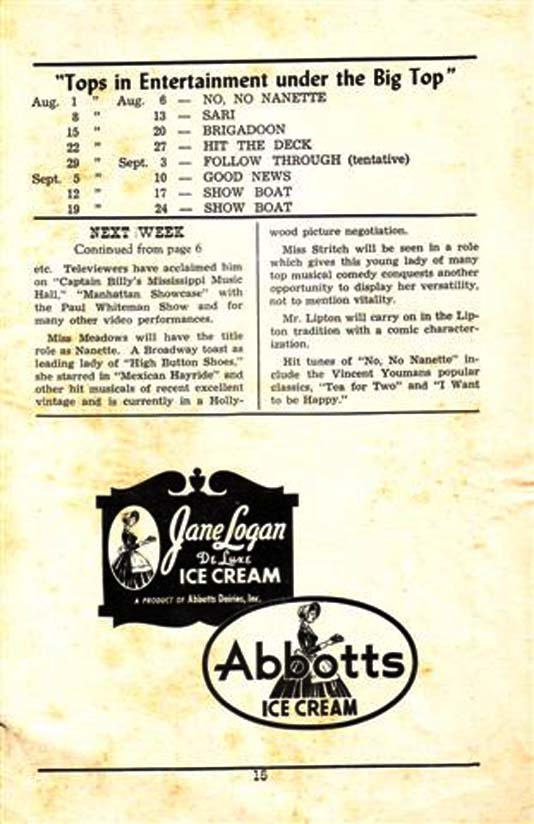 "Tops in Entertainment under the Big Top"
Aug. 1 " Aug. 6 — NO, NO NANETTE
8 " 13 — SARI
15 " 20 — BRIGADOON
22 " 27 — HIT THE DECK
29 " Sept. 3 — FOLLOW THROUGH (tentative)
Sept. 5 " 10 — GOOD NEWS
12 " 17 — SHOW BOAT
19 " 24 — SHOW BOAT
NEXT WEEK
Continued from page 6
etc. Televiewers have acclaimed him
on "Captain Billy's Mississippi Music
Hall," "Manhattan Showcase" with
the Paul Whiteman Show and for
many other video performances.
Miss Meadows will have the title
role as Nanette. A Broadway toast as
leading lady of "High Button Shoes,"
she starred in "Mexican Hayride" and
other hit musicals of recent excellent
vintage and is currently in a Holly-
wood picture negotiation.
Miss Stritch will be seen in a role
which gives this young lady of many
top musical comedy conquests another
opportunity to display her versatility,
not to mention vitality.
Mr. Lipton will carry on in the Lip-
ton tradition with a comic character-
ization.
Hit tunes of "No, No Nanette" in-
clude the Vincent Youmans popular
classics, "Tea for Two" and "I Want
to be Happy."
Jane Logan
De Luxe
ICE CREAM
A PRODUCT OF Abbotts Dairies, Inc.
Abbotts
ICE CREAM
15